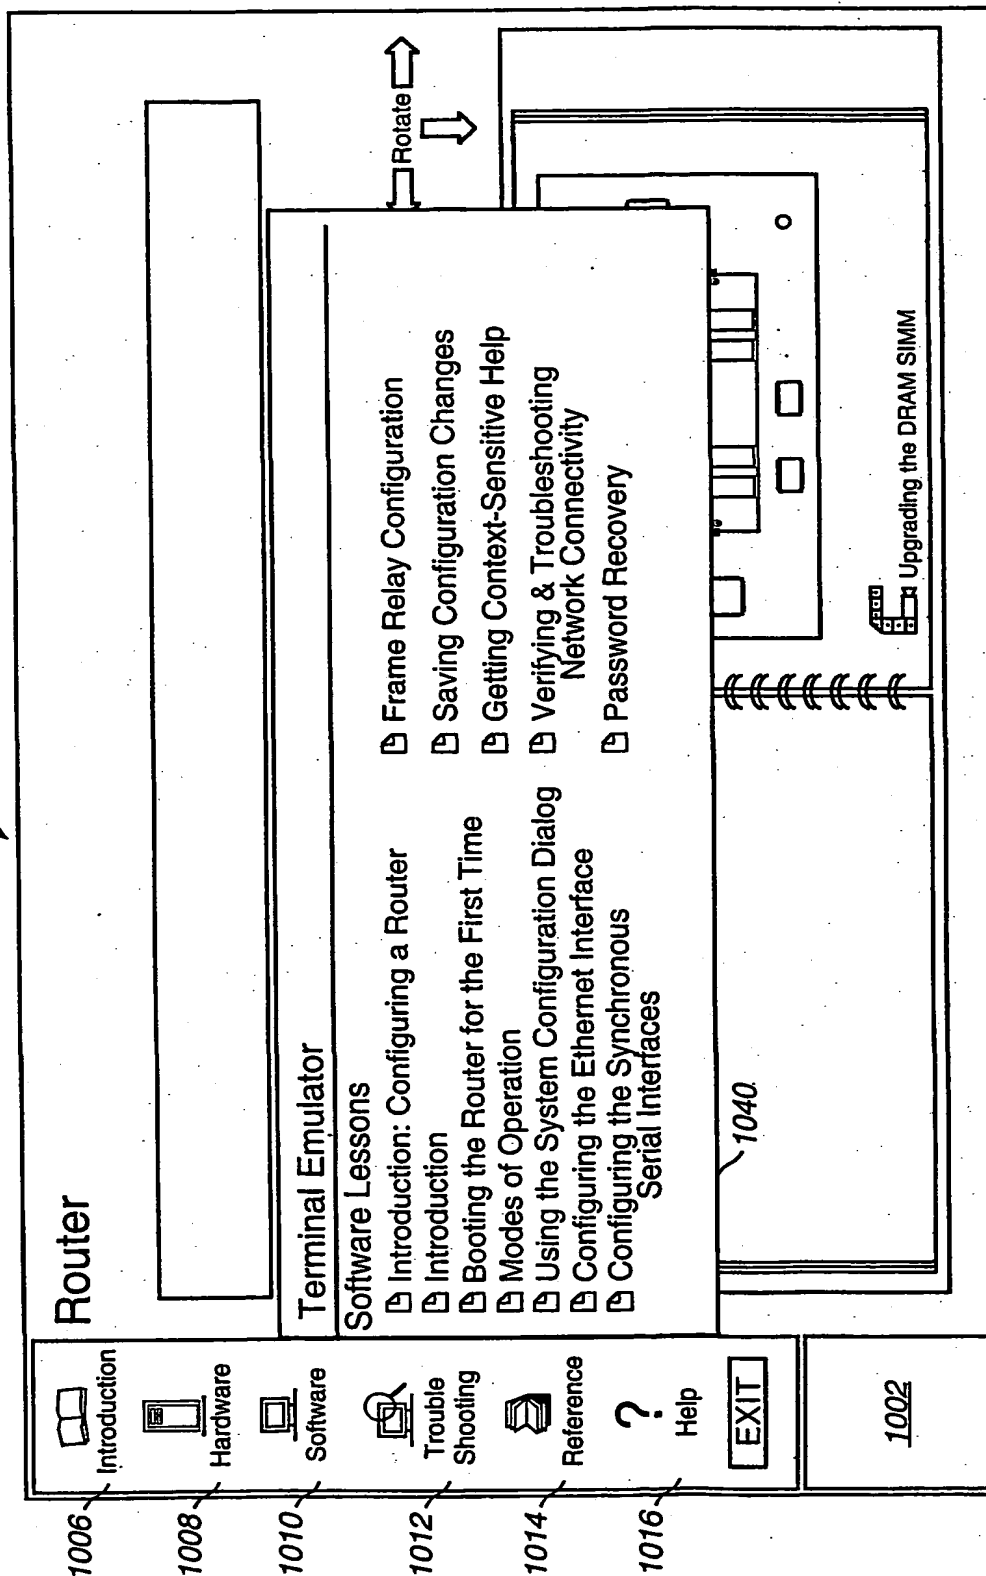 Router
1006
Introduction
1008
Hardware
1010
Software
1012
Trouble
Shooting
1014
Reference
1016
Help
EXIT
1002
Rotate
Terminal Emulator
Software Lessons
Introduction: Configuring a Router
Introduction
Booting the Router for the First Time
Modes of Operation
Using the System Configuration Dialog
Configuring the Ethernet Interface
Configuring the Synchronous
Serial Interfaces
Frame Relay Configuration
Saving Configuration Changes
Getting Context-Sensitive Help
Verifying & Troubleshooting
Network Connectivity
Password Recovery
1040
Upgrading the DRAM SIMM